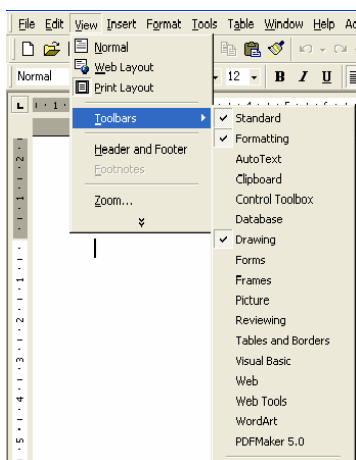 File Edit View Insert Format Tools Table Window Help
Normal
Web Layout
Print Layout
Toolbars
Header and Footer
Footnotes
Zoom...
Normal
12 B I U
Standard
Formatting
AutoText
Clipboard
Control Toolbox
Database
Drawing
Forms
Frames
Picture
Reviewing
Tables and Borders
Visual Basic
Web
Web Tools
WordArt
PDFMaker 5.0